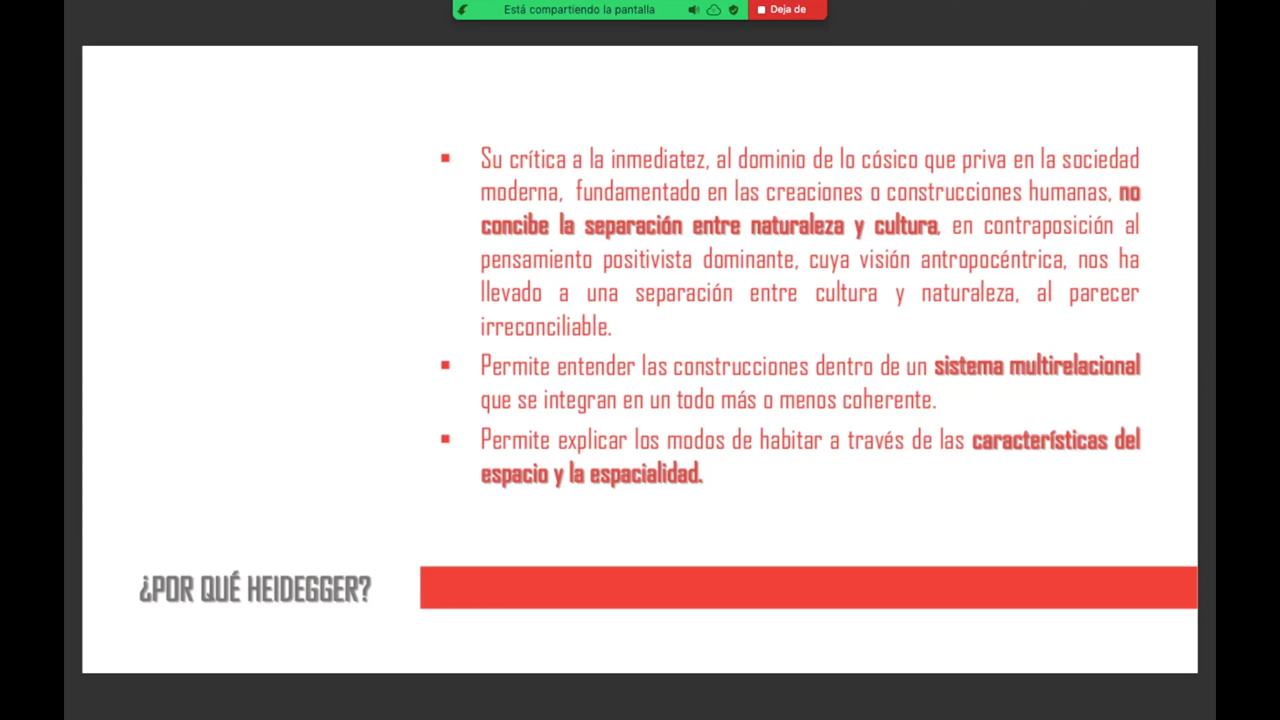 Está compartiendo la pantalla
Deja de
▪ Su crítica a la inmediatez, al dominio de lo cósico que priva en la sociedad
moderna, fundamentado en las creaciones o construcciones humanas, no
concibe la separación entre naturaleza y cultura, en contraposición al
pensamiento positivista dominante, cuya visión antropocéntrica, nos ha
llevado a una separación entre cultura y naturaleza, al parecer
irreconciliable.
▪ Permite entender las construcciones dentro de un sistema multirelacional
que se integran en un todo más o menos coherente.
▪ Permite explicar los modos de habitar a través de las características del
espacio y la espacialidad.
¿POR QUÉ HEIDEGGER?